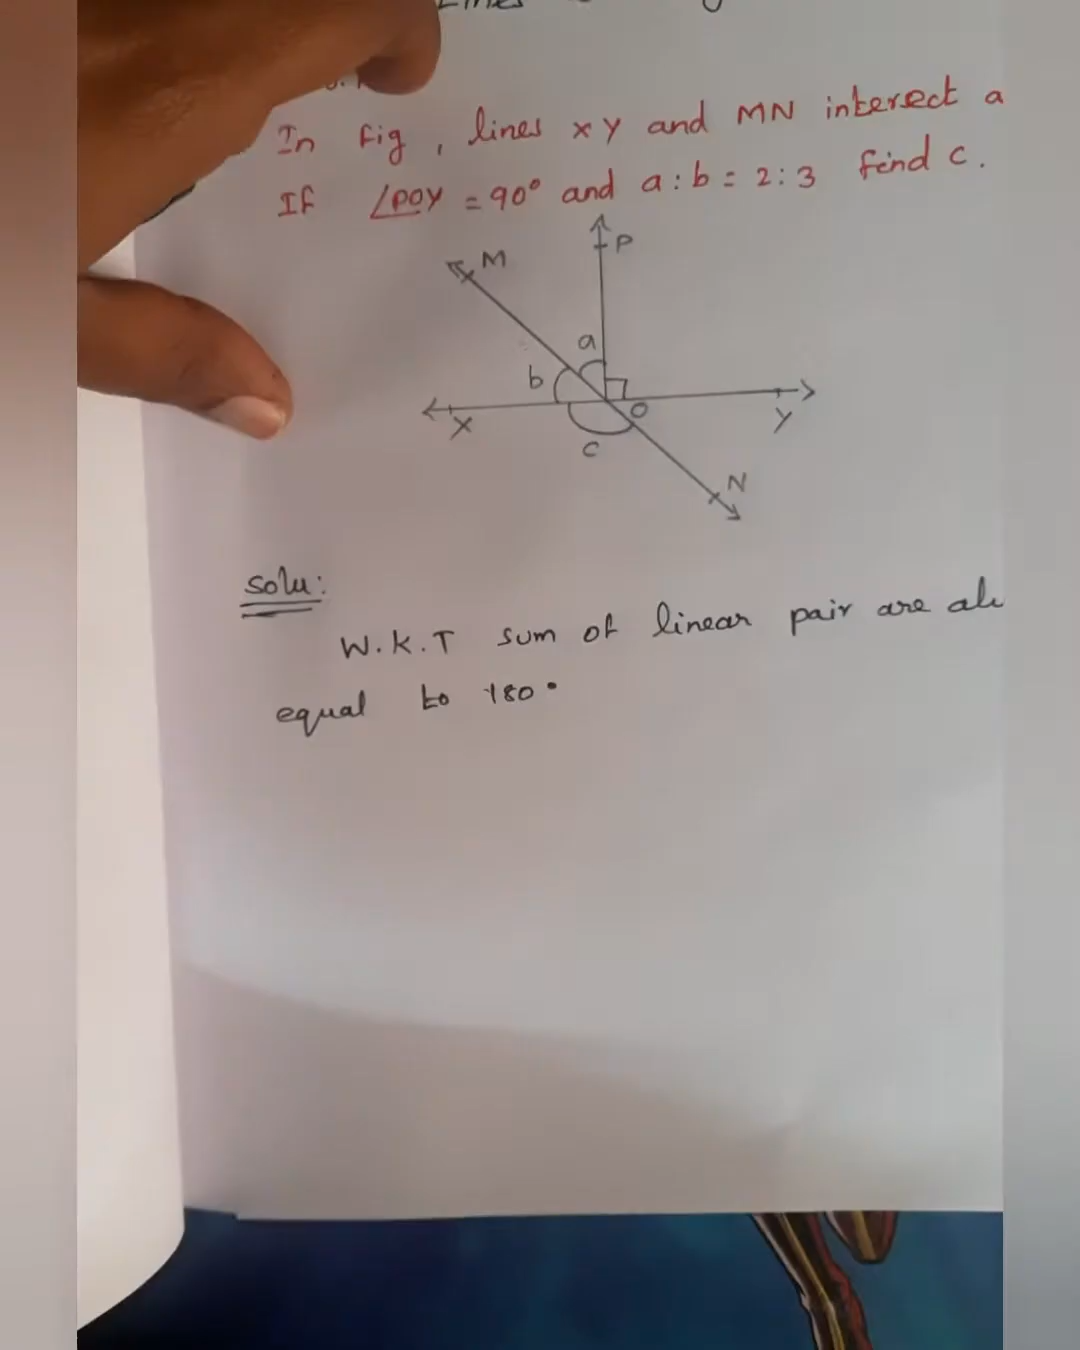 In fig, lines XY and MN interect a
If ∠POY = 90° and a : b = 2 : 3 find c.
M
P
a
b
O
X
Y
c
N
Solu:
W.K.T sum of linear pair are
equal to 180°